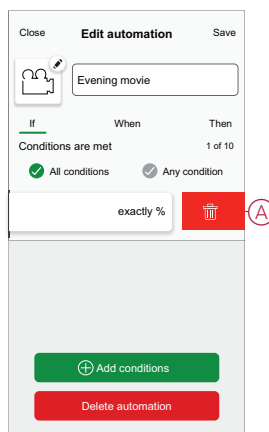 Close Edit automation Save
Evening movie
If When Then
Conditions are met 1 of 10
All conditions Any condition
exactly %
A
Add conditions
Delete automation